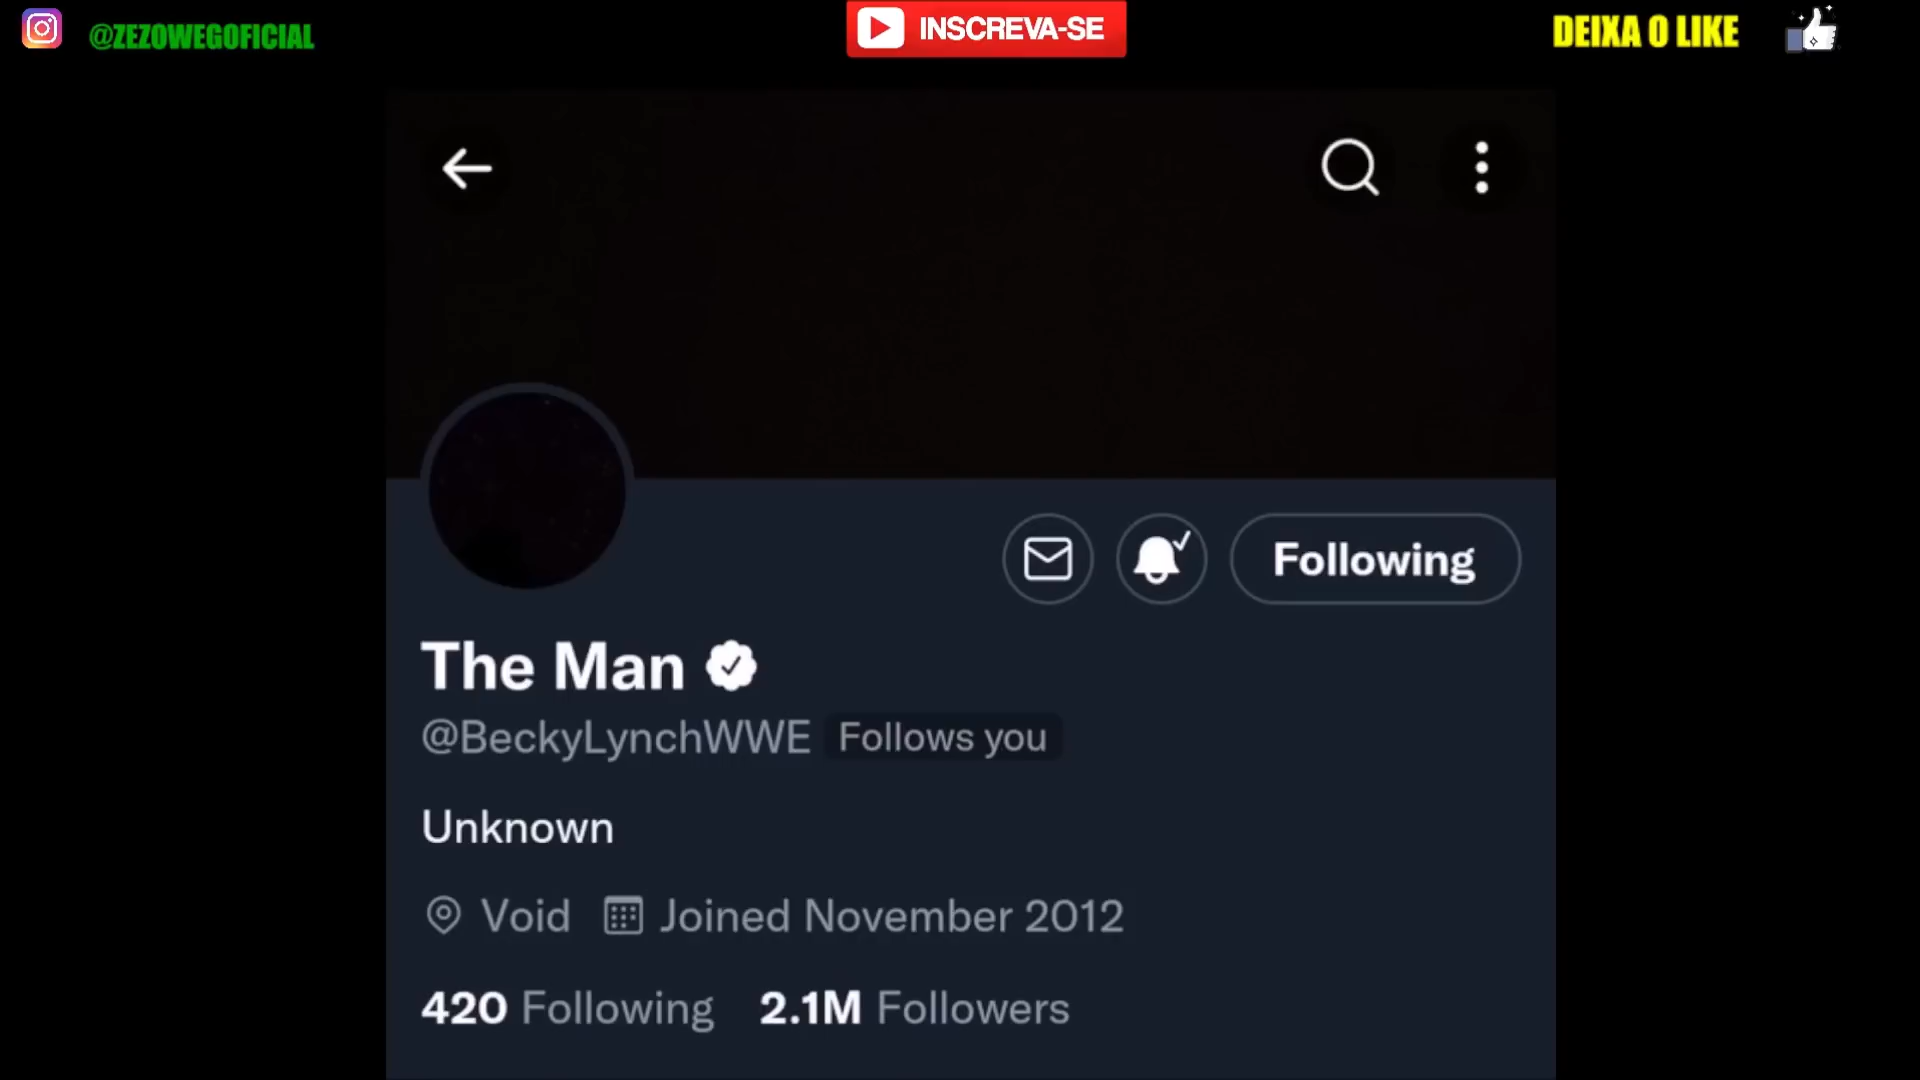 @ZEZOWEGOFICIAL
INSCREVA-SE
DEIXA O LIKE
Following
The Man
@BeckyLynchWWE Follows you
Unknown
Void Joined November 2012
420 Following 2.1M Followers